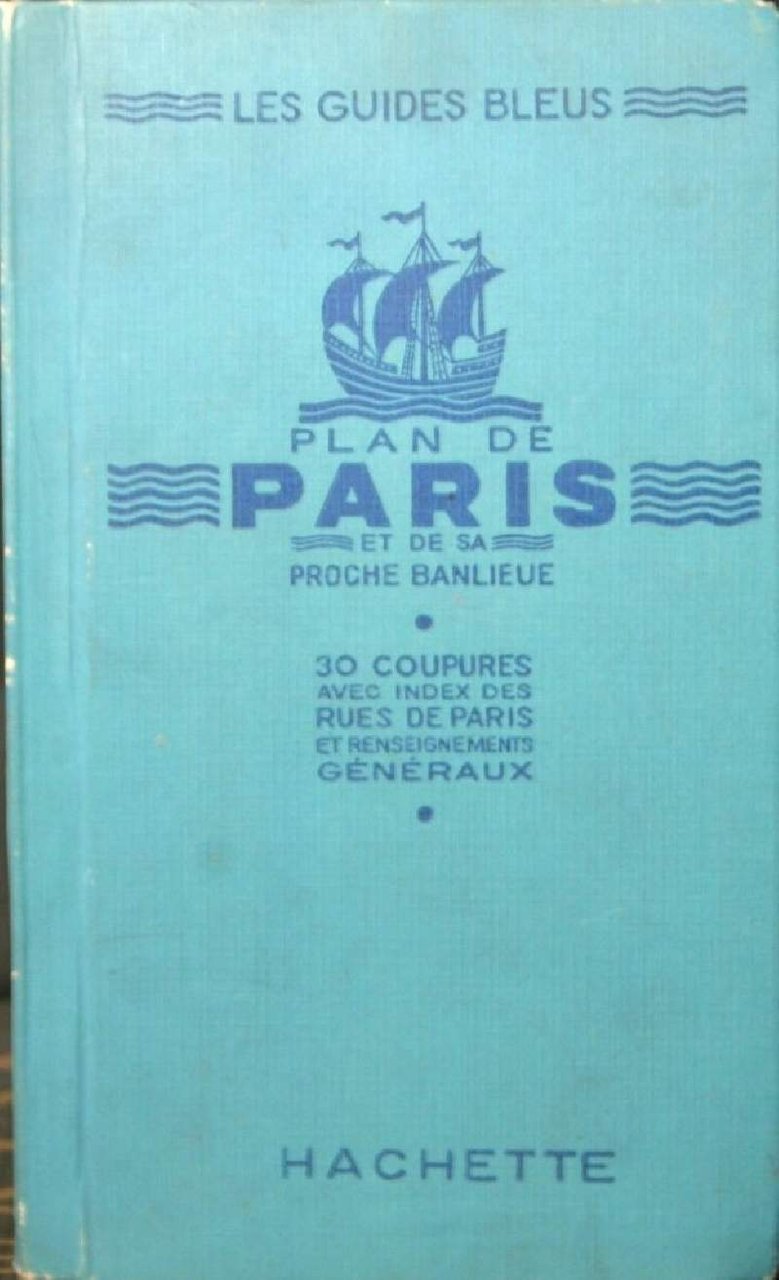 LES GUIDES BLEUS
PLAN DE
PARIS
ET DE SA
PROCHE BANLIEUE
30 COUPURES
AVEC INDEX DES
RUES DE PARIS
ET RENSEIGNEMENTS
GÉNÉRAUX
HACHETTE